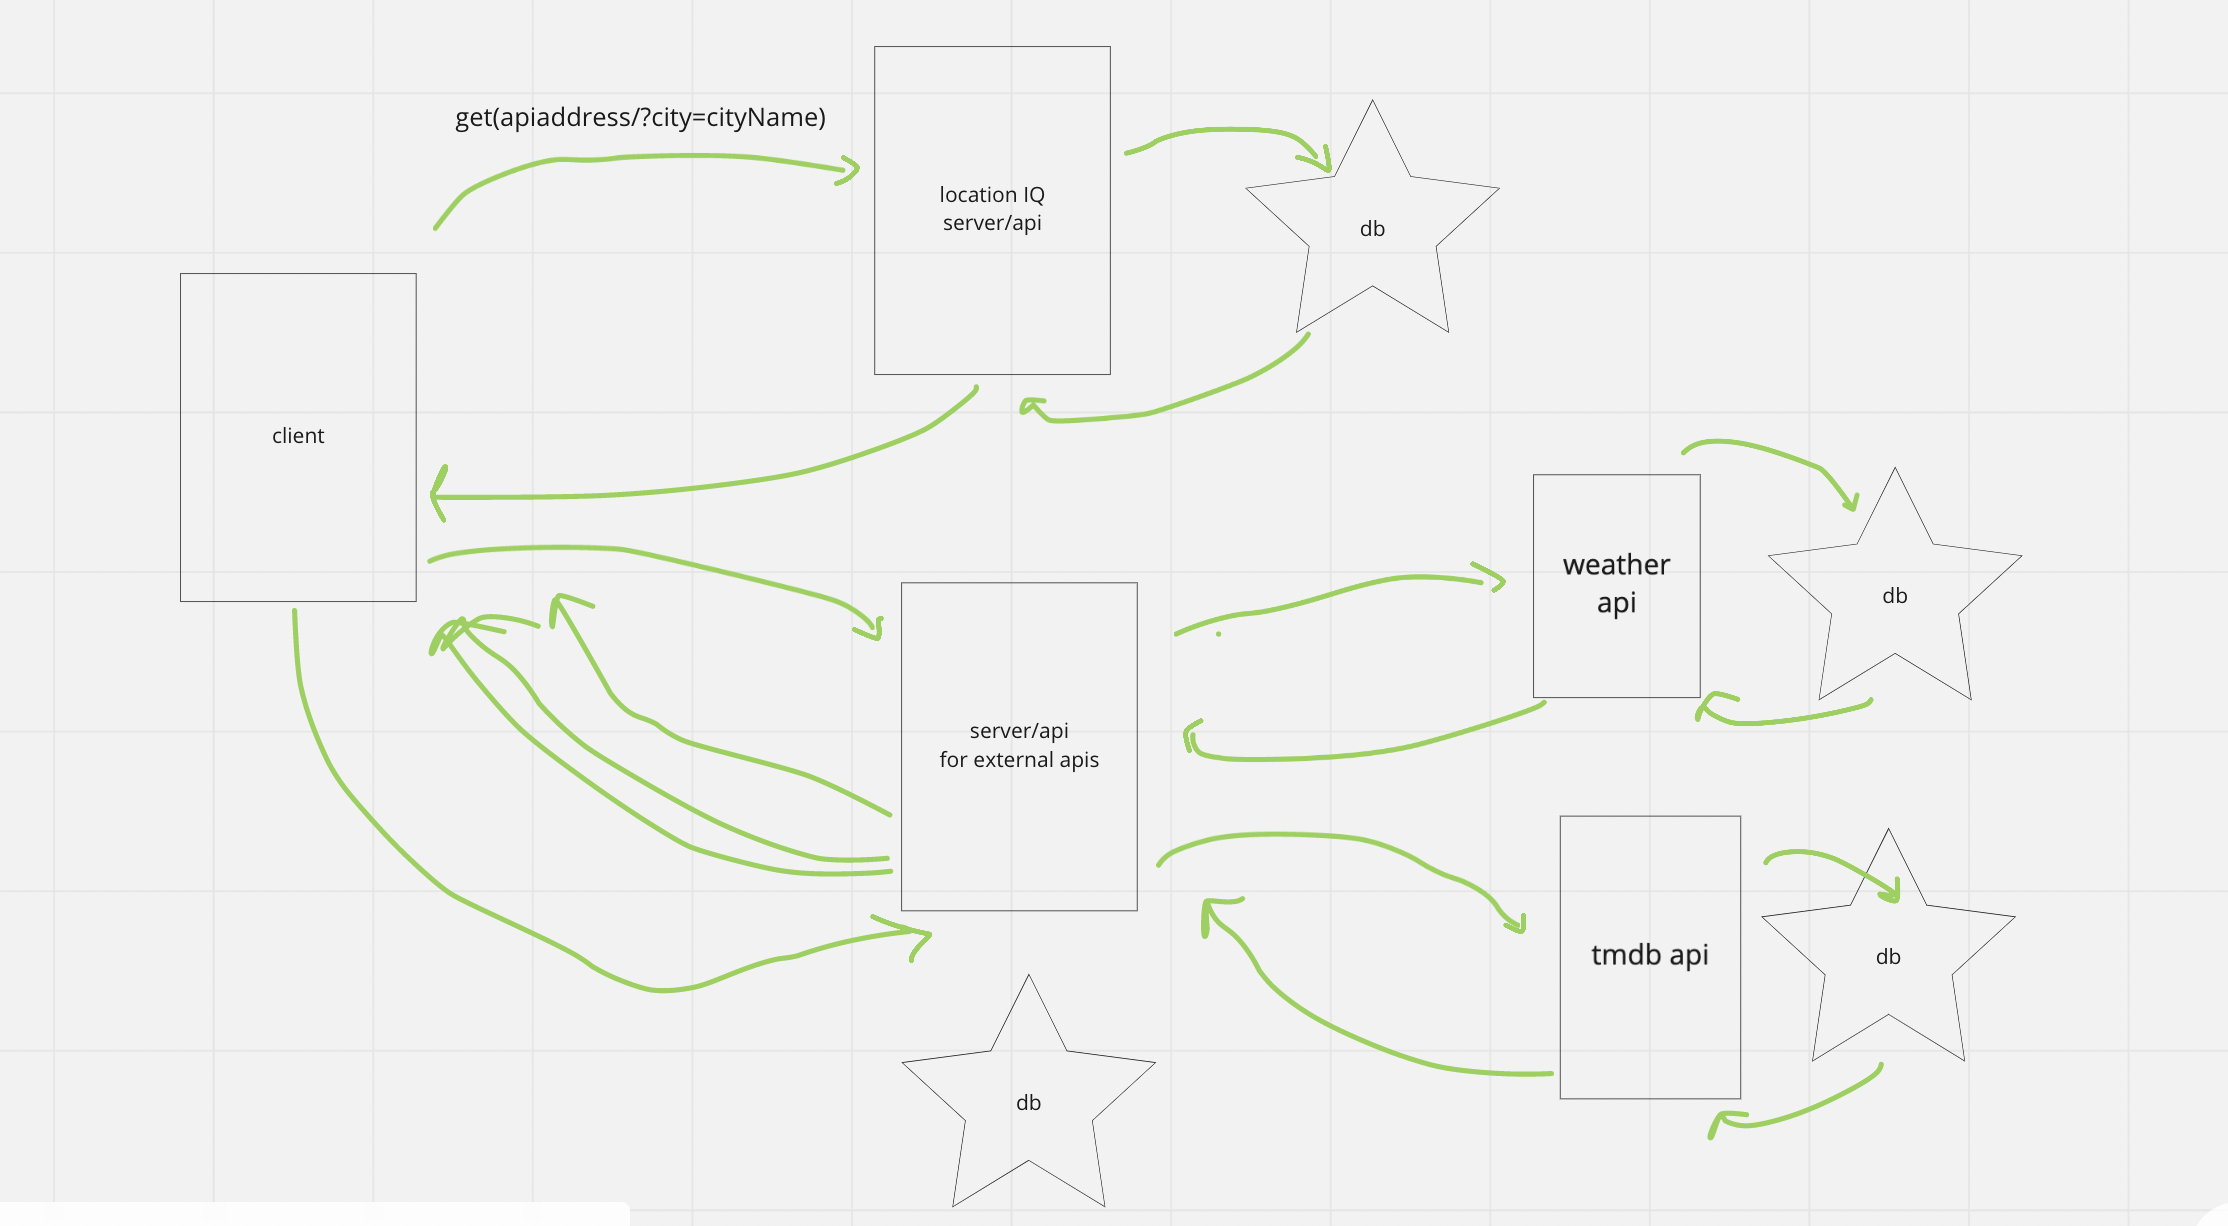 get(apiaddress/?city=cityName)
location IQ
server/api
db
client
weather
api
db
server/api
for external apis
tmdb api
db
db